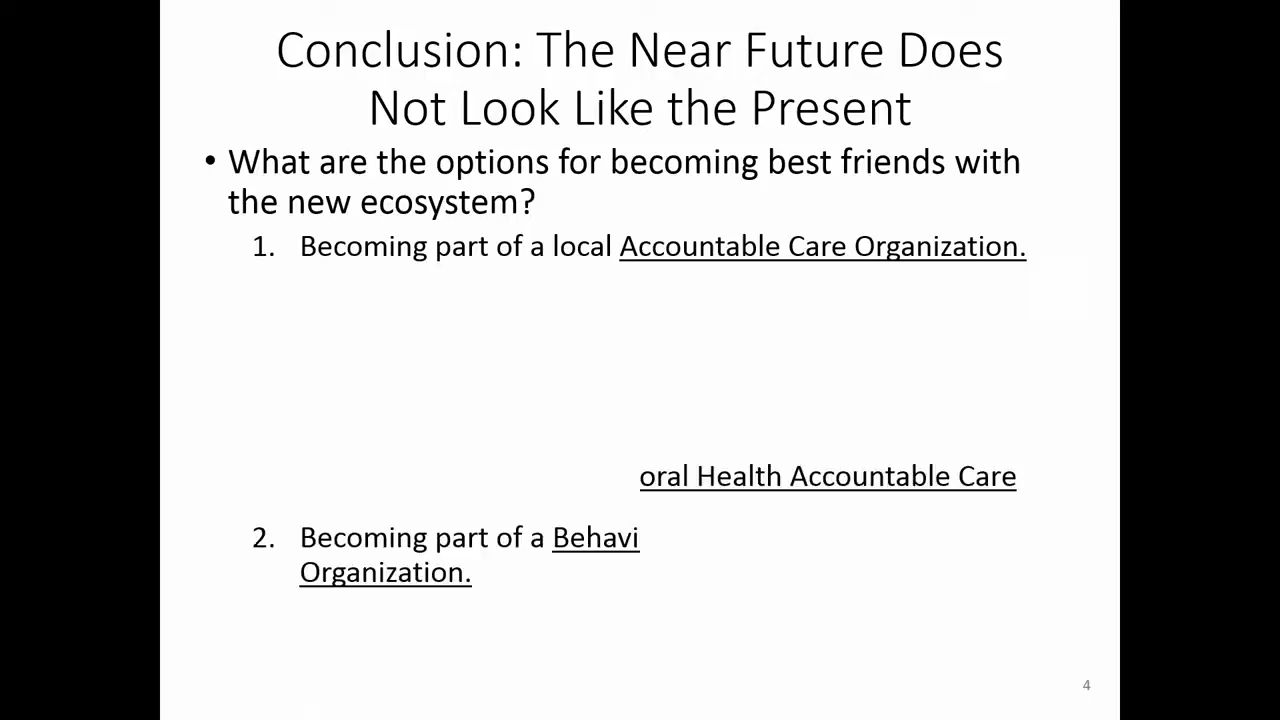 Conclusion: The Near Future Does
Not Look Like the Present
• What are the options for becoming best friends with
the new ecosystem?
1. Becoming part of a local Accountable Care Organization.
oral Health Accountable Care
2. Becoming part of a Behavi
Organization.
4